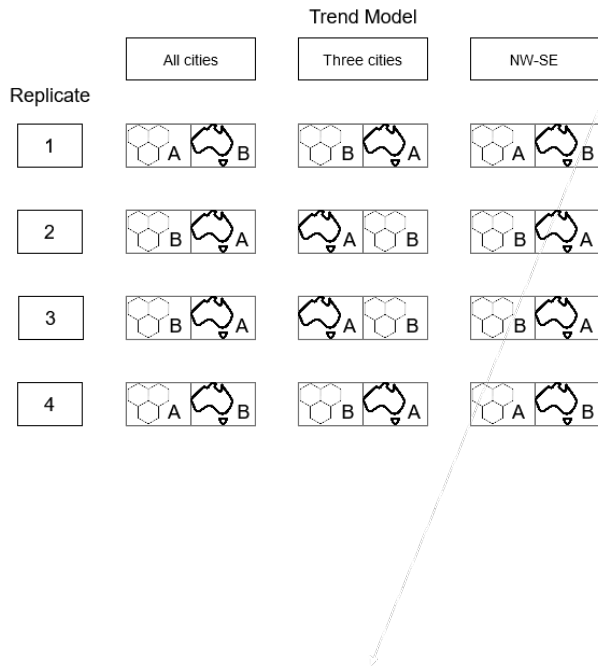 Trend Model
All cities Three cities NW-SE
Replicate
1 A B B A A B
2 B A A B B A
3 B A A B B A
4 A B B A A B